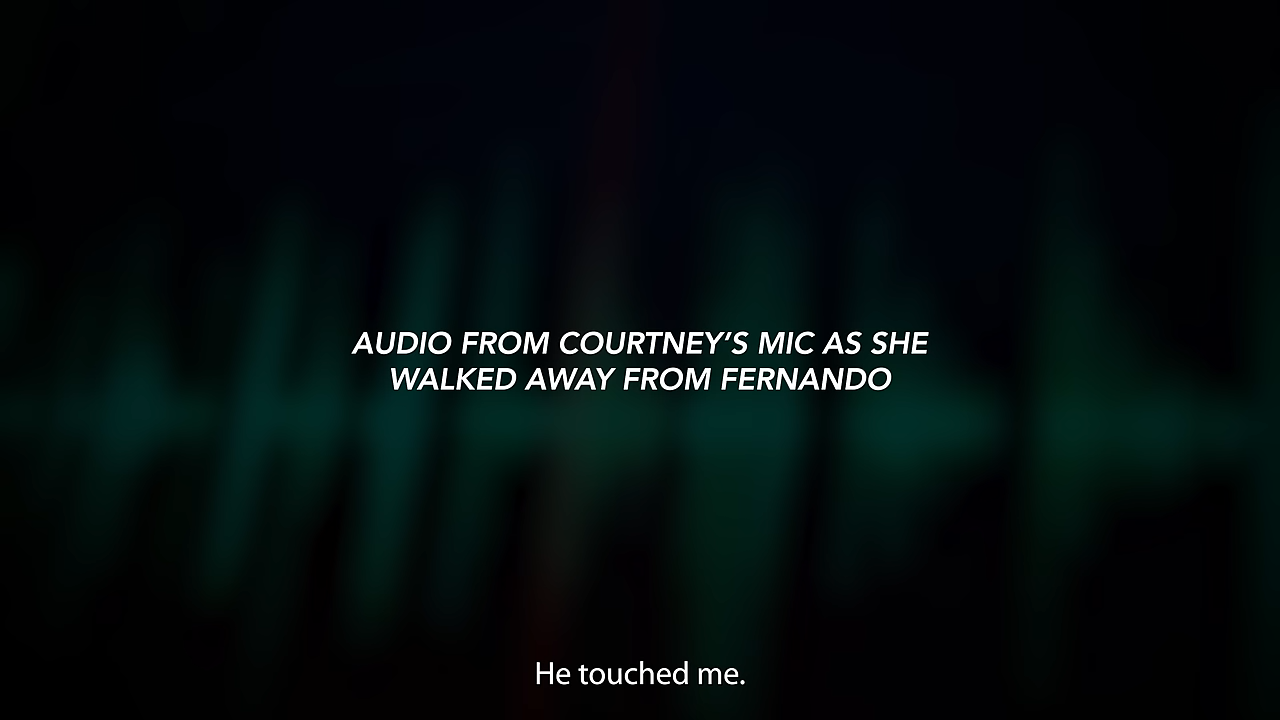 AUDIO FROM COURTNEY’S MIC AS SHE
WALKED AWAY FROM FERNANDO
He touched me.